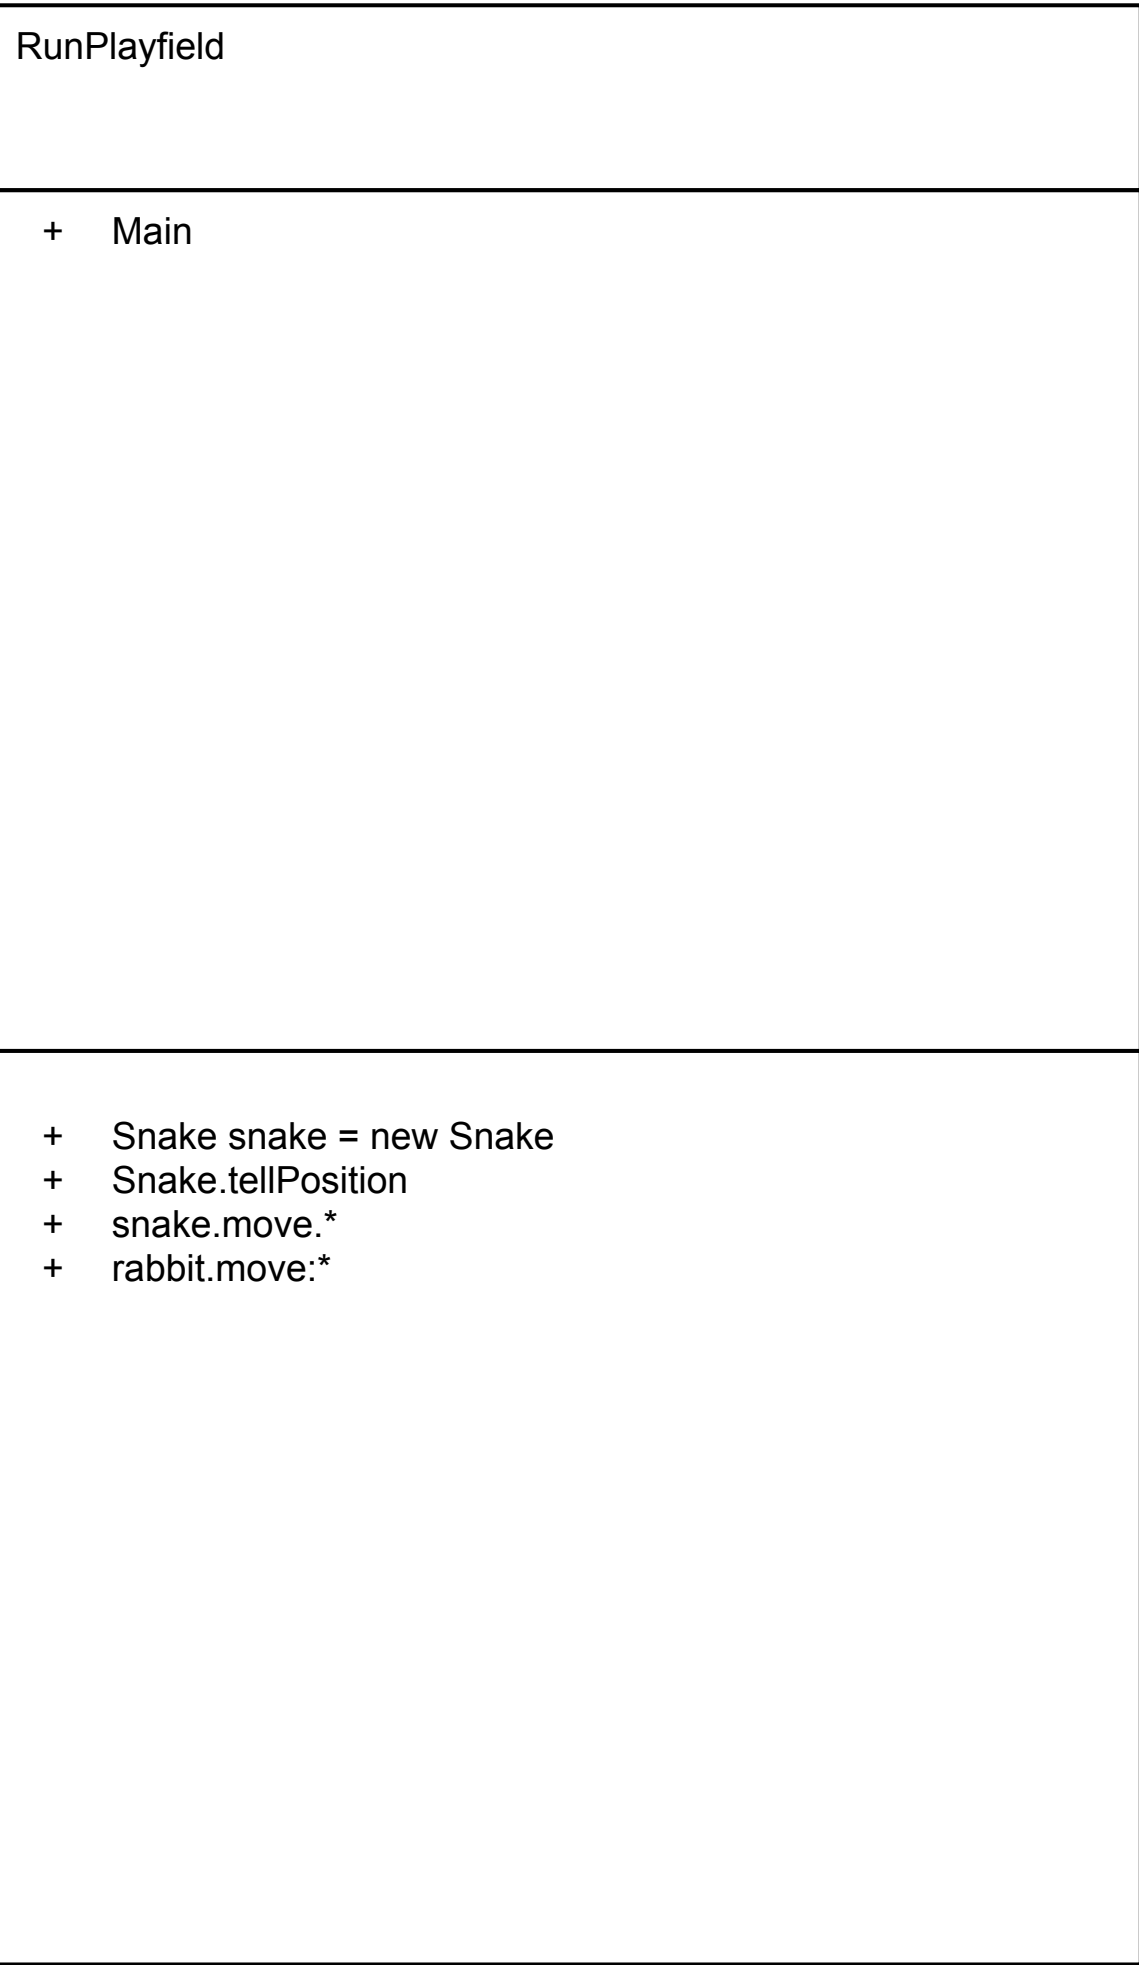 RunPlayfield
+ Main
+ Snake snake = new Snake
+ Snake.tellPosition
+ snake.move.*
+ rabbit.move:*